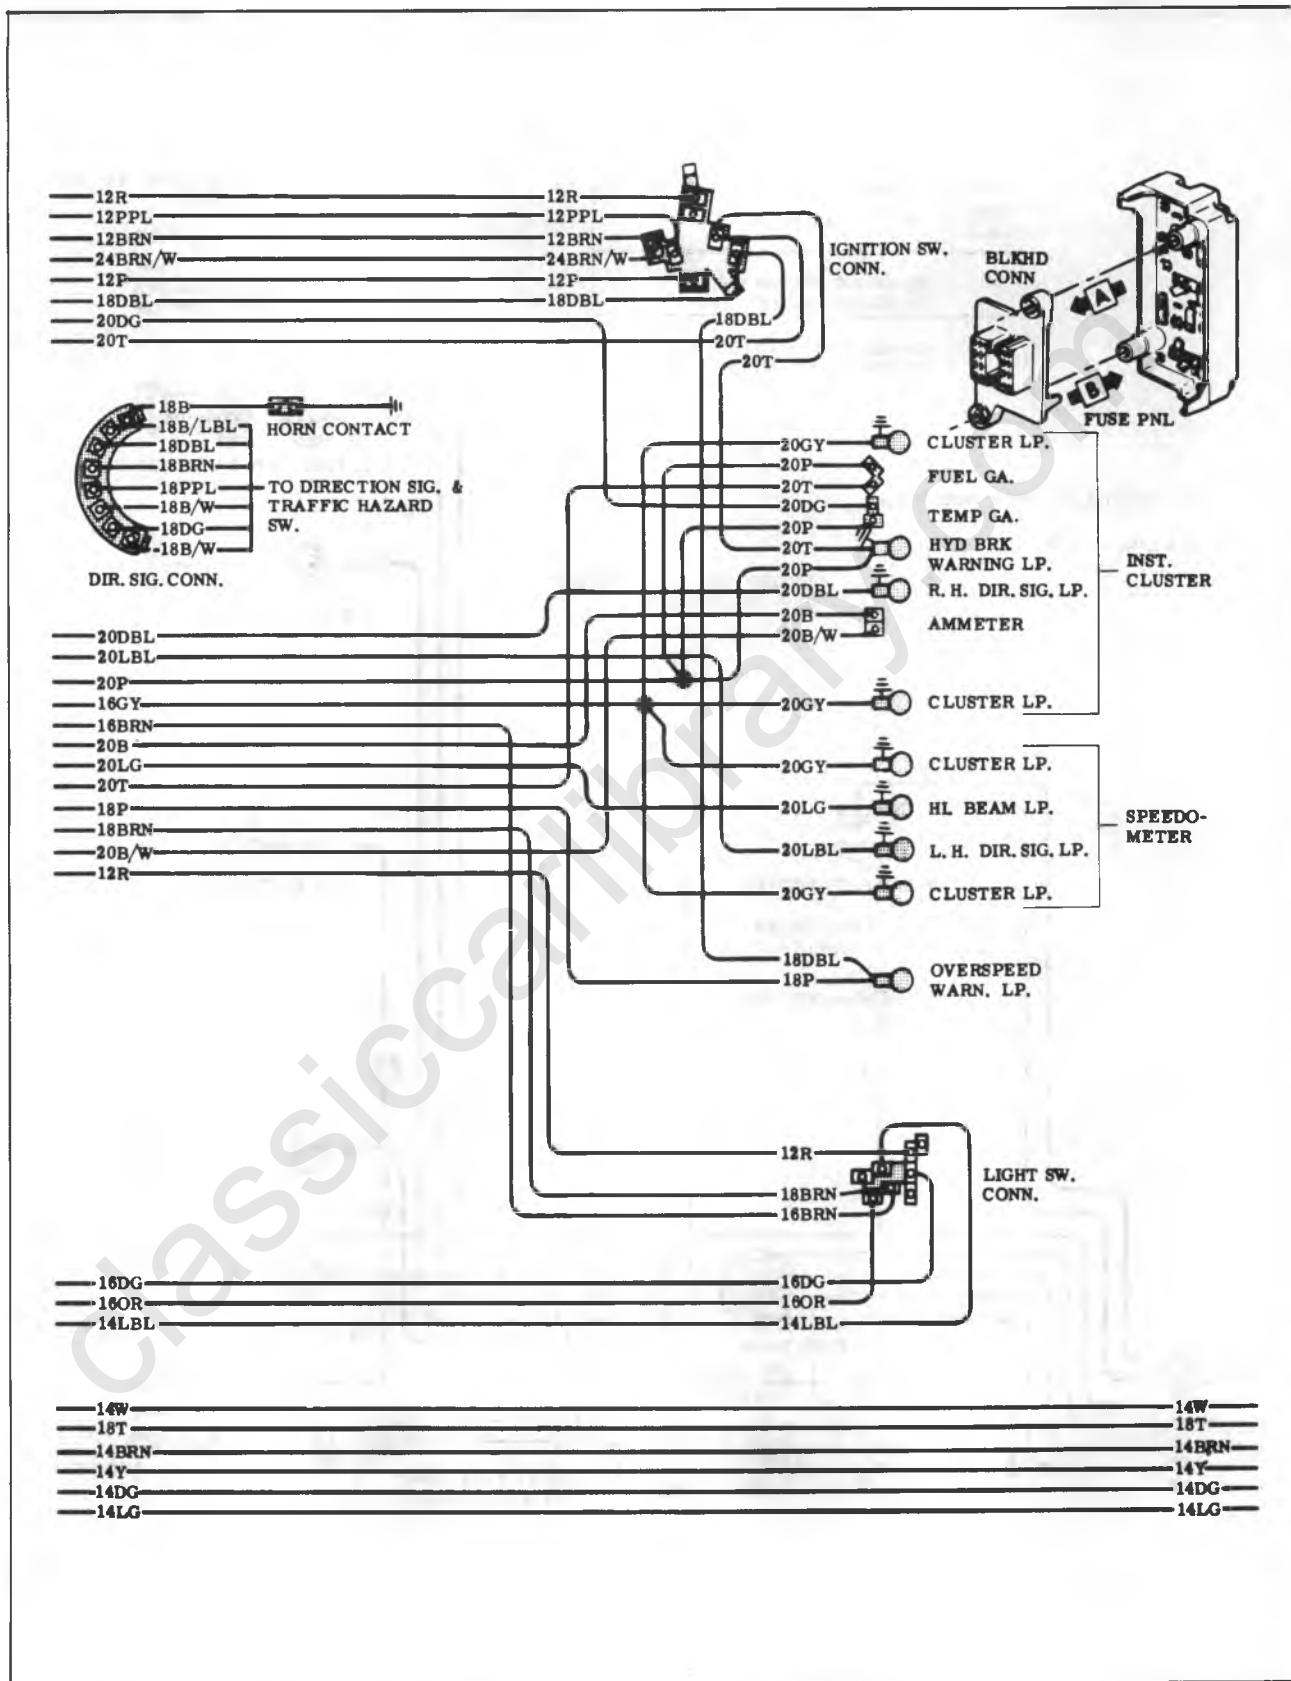 12R 12R
12PPL 12PPL
12BRN 12BRN
24BRN/W 24BRN/W
12P 12P
18DBL 18DBL
20DG
20T
18DBL
20T
20T
IGNITION SW.
CONN.
BLKHD
CONN
A
B
FUSE PNL
18B
HORN CONTACT
18B/LBL
18DBL
18BRN
18PPL
18B/W
18DG
18B/W
TO DIRECTION SIG. &
TRAFFIC HAZARD
SW.
DIR. SIG. CONN.
20GY CLUSTER LP.
20P
20T
FUEL GA.
20DG
20P
TEMP GA.
20T
20P
HYD BRK
WARNING LP.
20DBL R. H. DIR. SIG. LP.
20B
20B/W
AMMETER
20GY CLUSTER LP.
INST.
CLUSTER
20DBL
20LBL
20P
16GY
16BRN
20B
20LG
20T
18P
18BRN
20B/W
12R
20GY CLUSTER LP.
20LG HL BEAM LP.
20LBL L. H. DIR. SIG. LP.
20GY CLUSTER LP.
SPEEDO-
METER
18DBL
18P
OVERSPEED
WARN. LP.
12R
18BRN
16BRN
LIGHT SW.
CONN.
16DG 16DG
16OR 16OR
14LBL 14LBL
14W 14W
18T 18T
14BRN 14BRN
14Y 14Y
14DG 14DG
14LG 14LG
classiccarlibrary.com